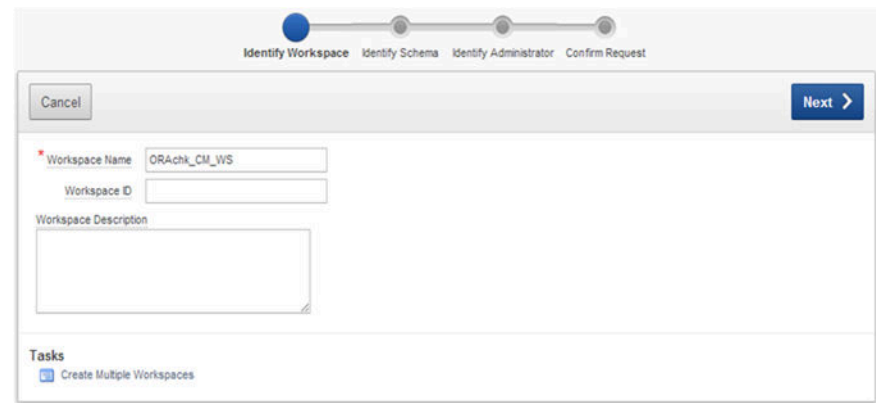 Identify Workspace Identify Schema Identify Administrator Confirm Request
Cancel Next
* Workspace Name ORAchk_CM_WS
Workspace ID
Workspace Description
Tasks
Create Multiple Workspaces